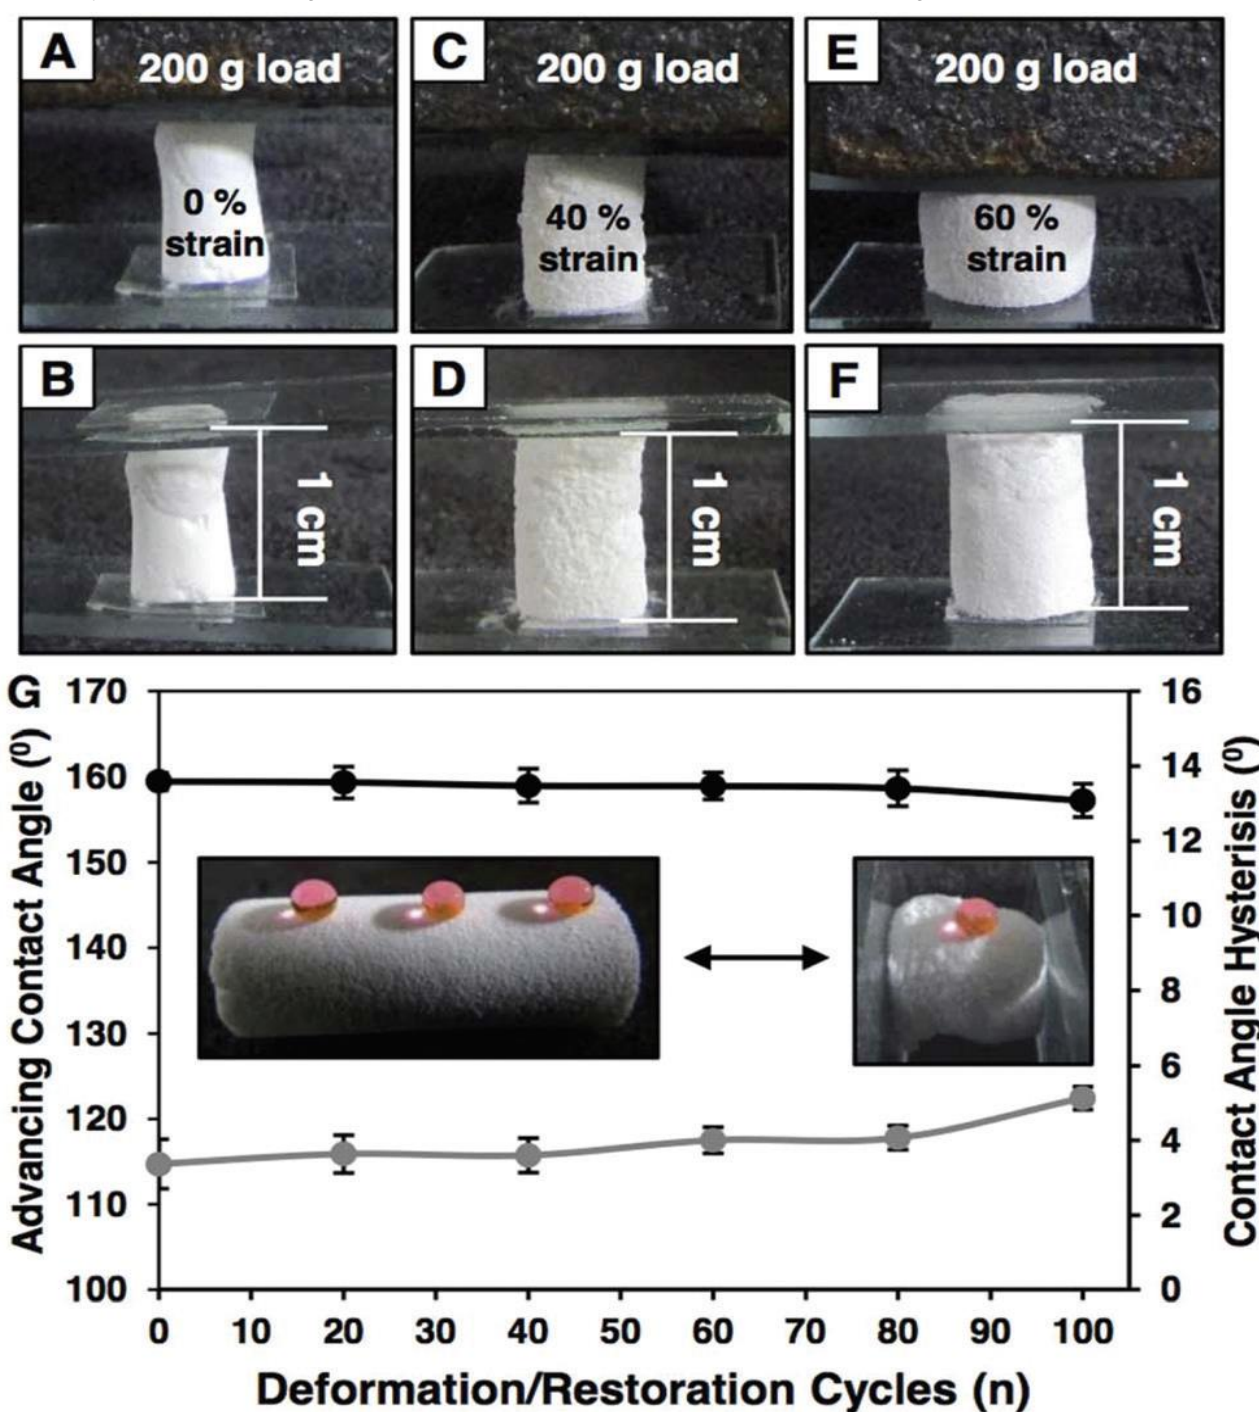 A
200 g load
0 %
strain
C
200 g load
40 %
strain
E
200 g load
60 %
strain
B
1 cm
D
1 cm
F
1 cm
G
Advancing Contact Angle (⁰)
170
160
150
140
130
120
110
100
16
14
12
10
8
6
4
2
0
Contact Angle Hysterisis (⁰)
0 10 20 30 40 50 60 70 80 90 100
Deformation/Restoration Cycles (n)